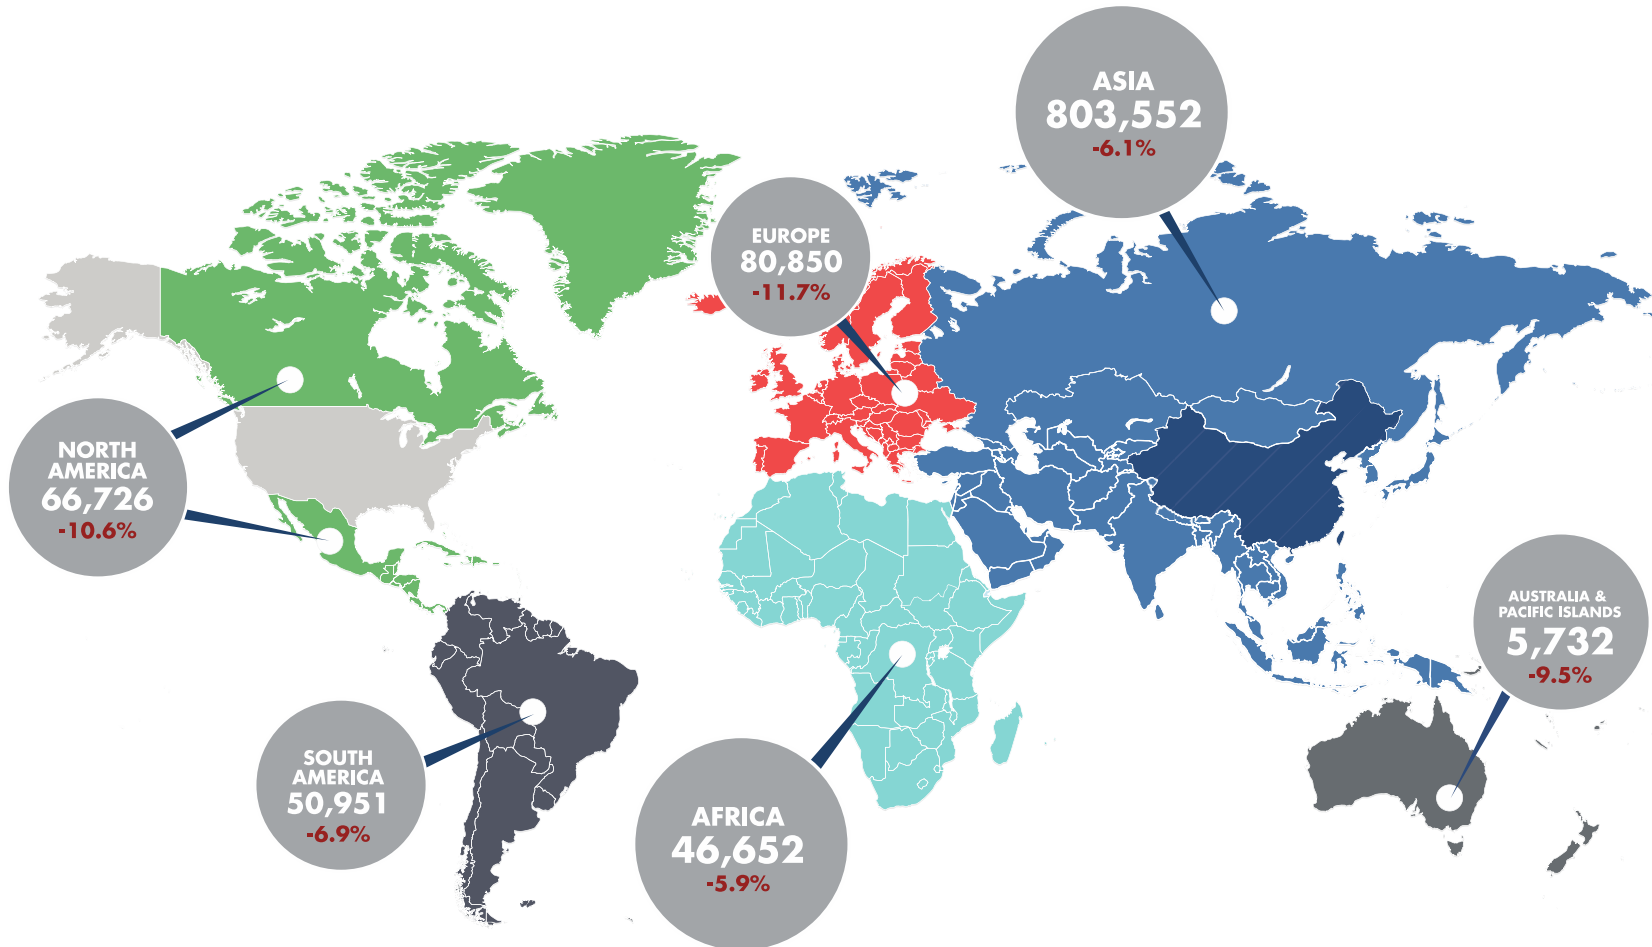 ASIA
803,552
-6.1%
EUROPE
80,850
-11.7%
NORTH
AMERICA
66,726
-10.6%
AUSTRALIA &
PACIFIC ISLANDS
5,732
-9.5%
SOUTH
AMERICA
50,951
-6.9%
AFRICA
46,652
-5.9%